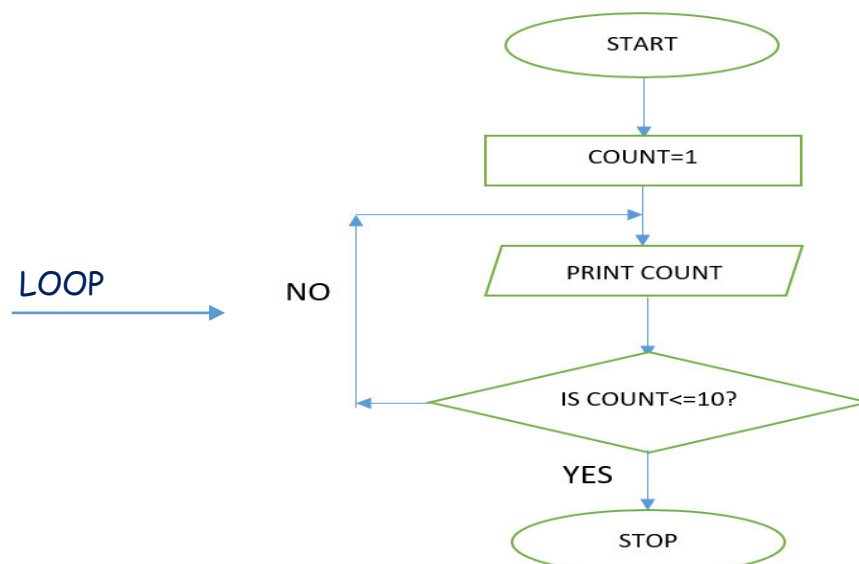 START
COUNT=1
LOOP
NO
PRINT COUNT
IS COUNT<=10?
YES
STOP